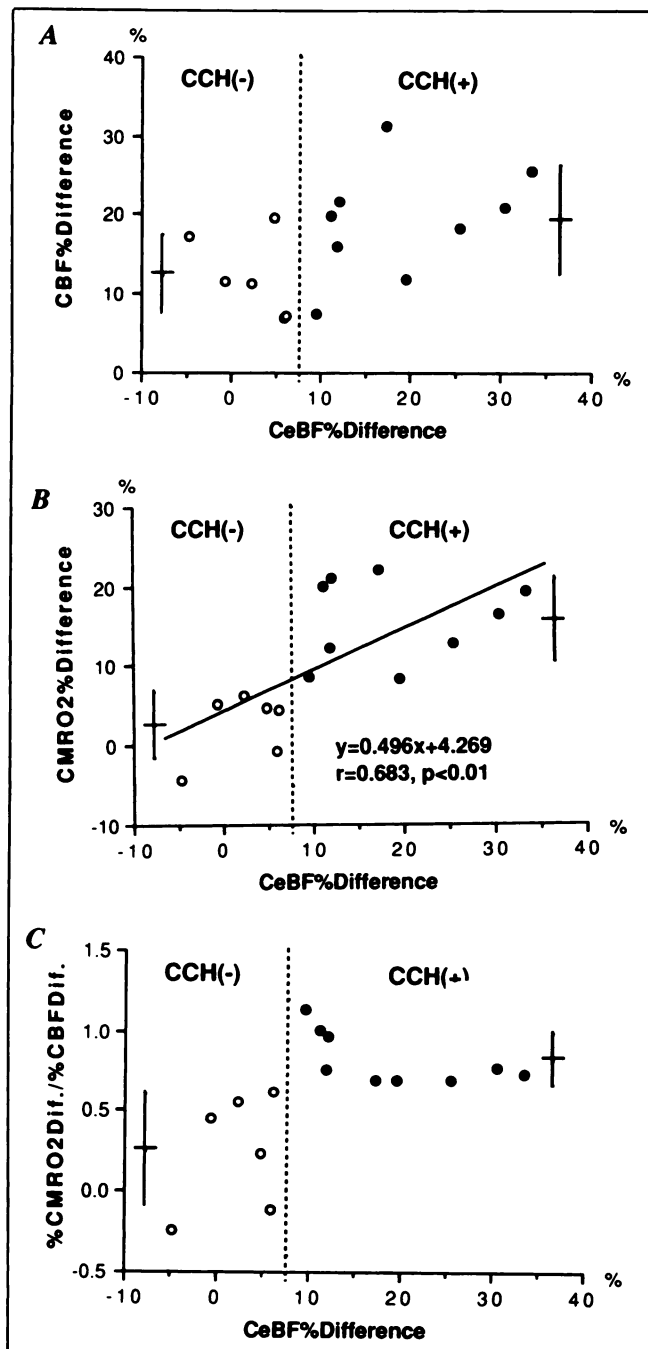 A
%
CCH(-)
CCH(+)
40
30
20
10
0
CBF%Difference
-10 0 10 20 30 40
%
CeBF%Difference
B
%
CCH(-)
CCH(+)
30
20
10
0
-10
CMRO2%Difference
y=0.496x+4.269
r=0.683, p<0.01
-10 0 10 20 30 40
%
CeBF%Difference
C
CCH(-)
CCH(+)
1.5
1.0
0.5
0.0
-0.5
%CMRO2Dif./%CBFDif.
-10 0 10 20 30 40
%
CeBF%Difference